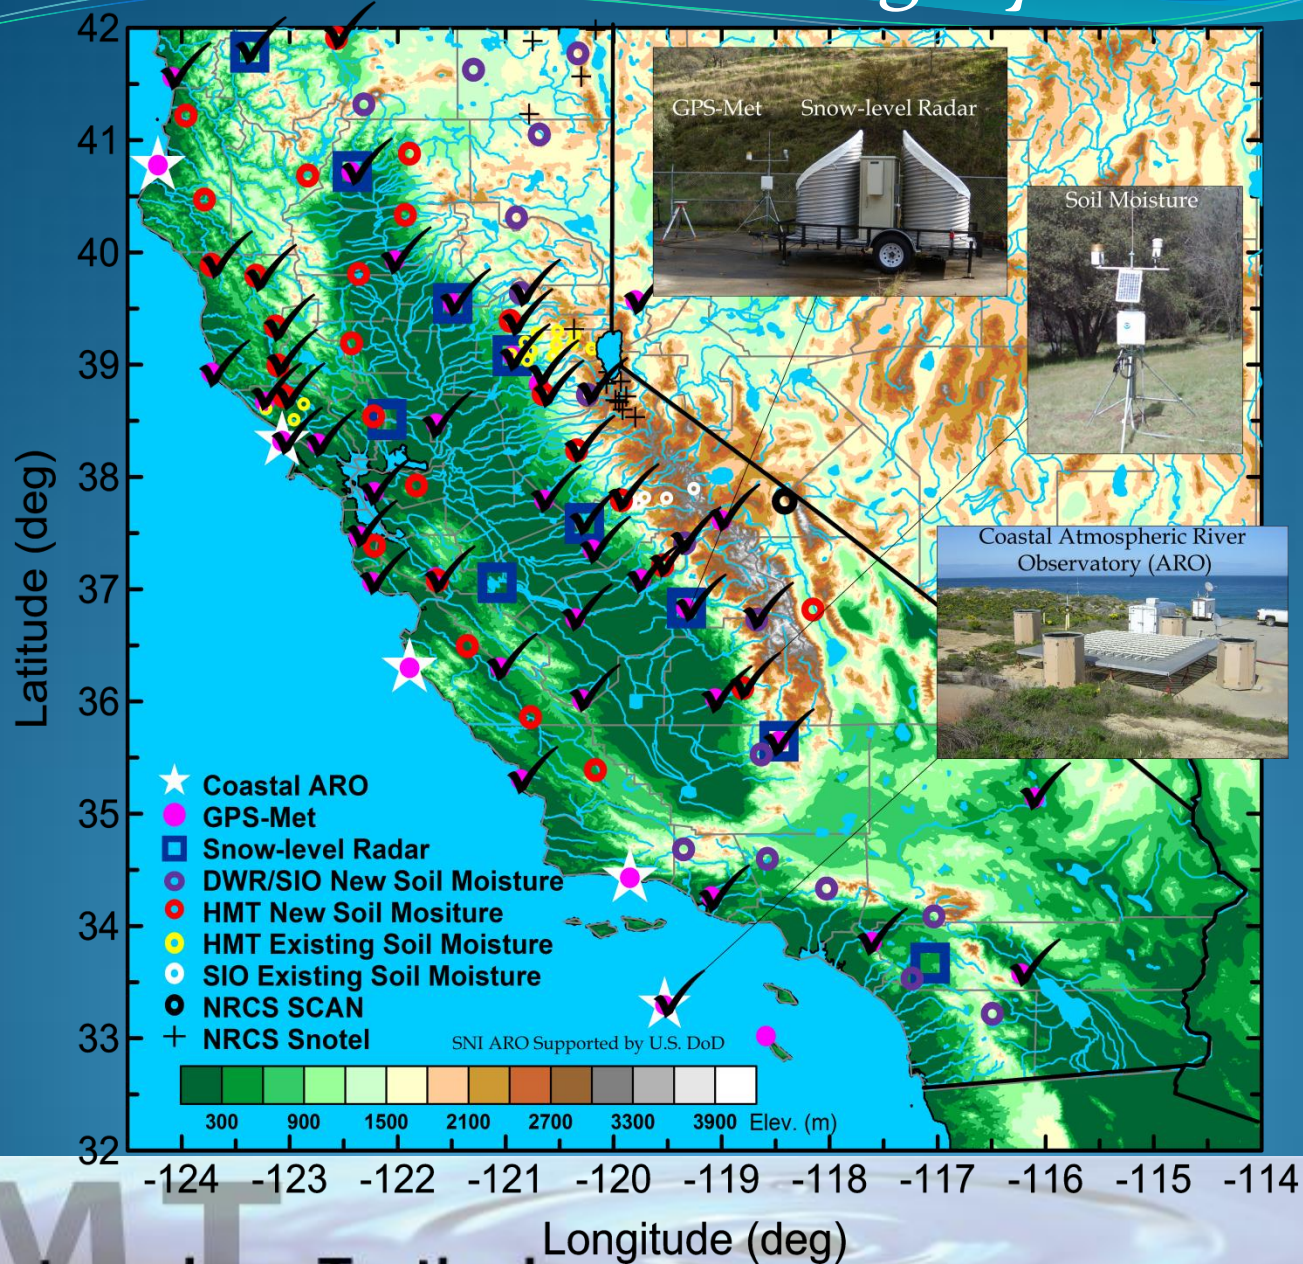 GPS-Met Snow-level Radar
Soil Moisture
Coastal Atmospheric River
Observatory (ARO)
Latitude (deg)
42
41
40
39
38
37
36
35
34
33
32
Coastal ARO
GPS-Met
Snow-level Radar
DWR/SIO New Soil Moisture
HMT New Soil Mositure
HMT Existing Soil Moisture
SIO Existing Soil Moisture
NRCS SCAN
NRCS Snotel
SNI ARO Supported by U.S. DoD
300 900 1500 2100 2700 3300 3900 Elev. (m)
-124 -123 -122 -121 -120 -119 -118 -117 -116 -115 -114
Longitude (deg)
MT